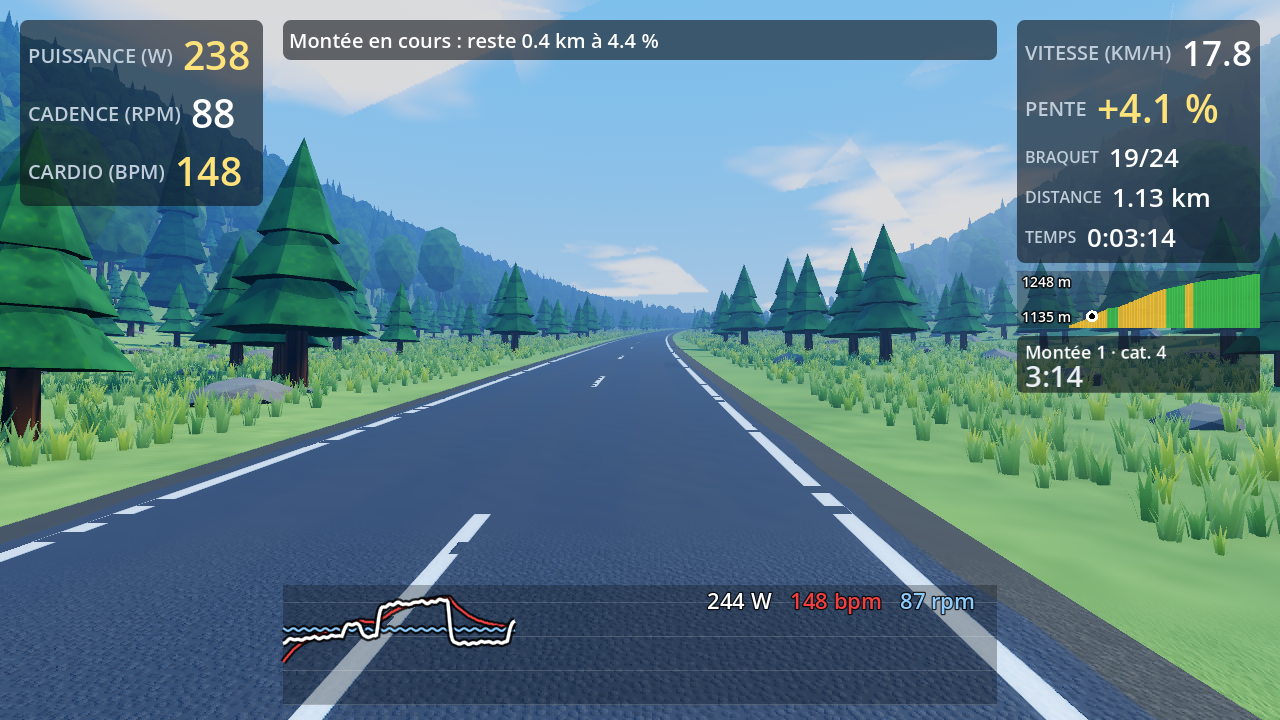 PUISSANCE (W) 238
CADENCE (RPM) 88
CARDIO (BPM) 148
Montée en cours : reste 0.4 km à 4.4 %
VITESSE (KM/H) 17.8
PENTE +4.1 %
BRAQUET 19/24
DISTANCE 1.13 km
TEMPS 0:03:14
1248 m
1135 m
Montée 1 · cat. 4
3:14
244 W 148 bpm 87 rpm